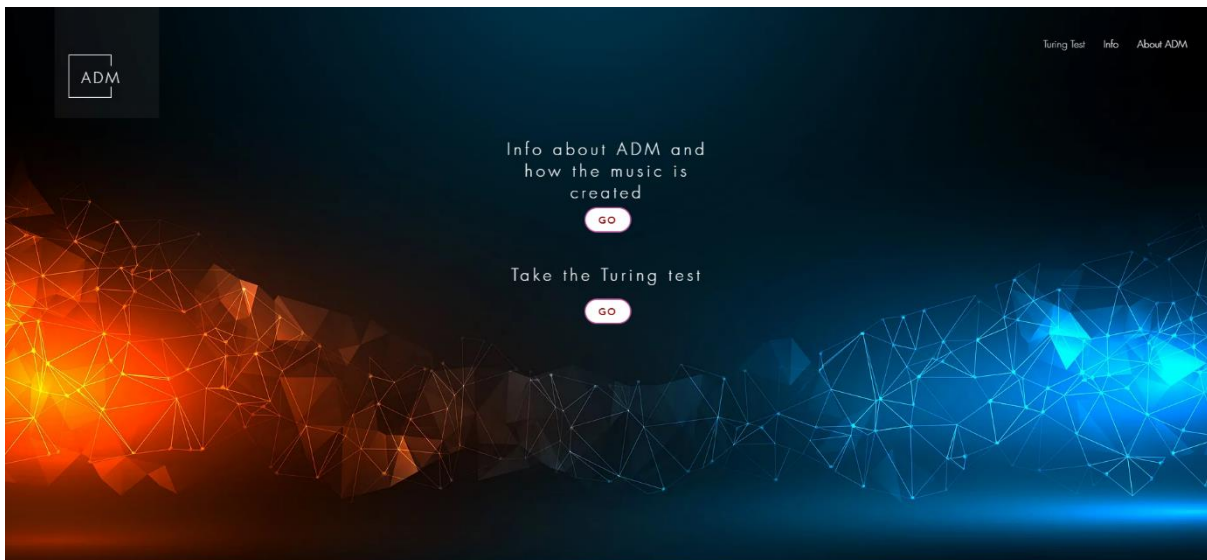 ADM
Turing Test Info About ADM
Info about ADM and
how the music is
created
GO
Take the Turing test
GO